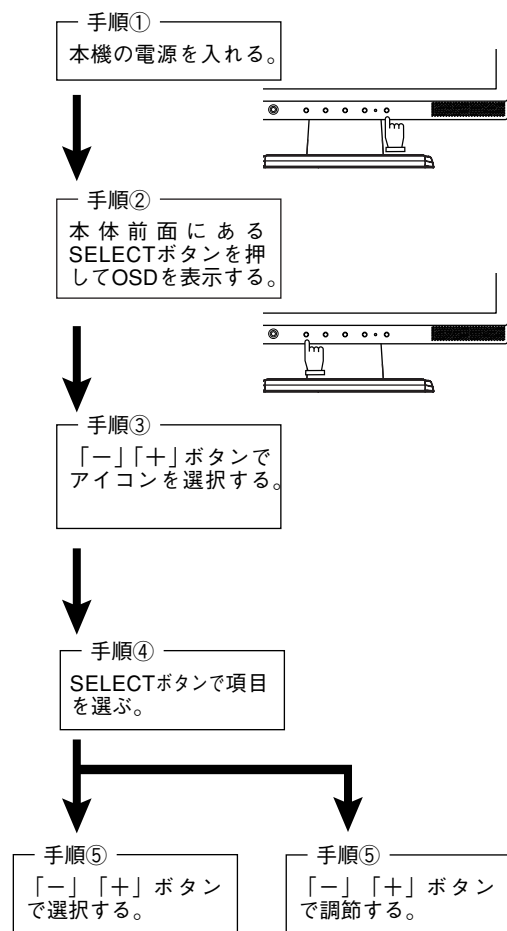 手順①
本機の電源を入れる。
手順②
本体前面にある
SELECTボタンを押
してOSDを表示する。
手順③
「－」「＋」ボタンで
アイコンを選択する。
手順④
SELECTボタンで項目
を選ぶ。
手順⑤
「－」「＋」ボタン
で選択する。
手順⑤
「－」「＋」ボタン
で調節する。